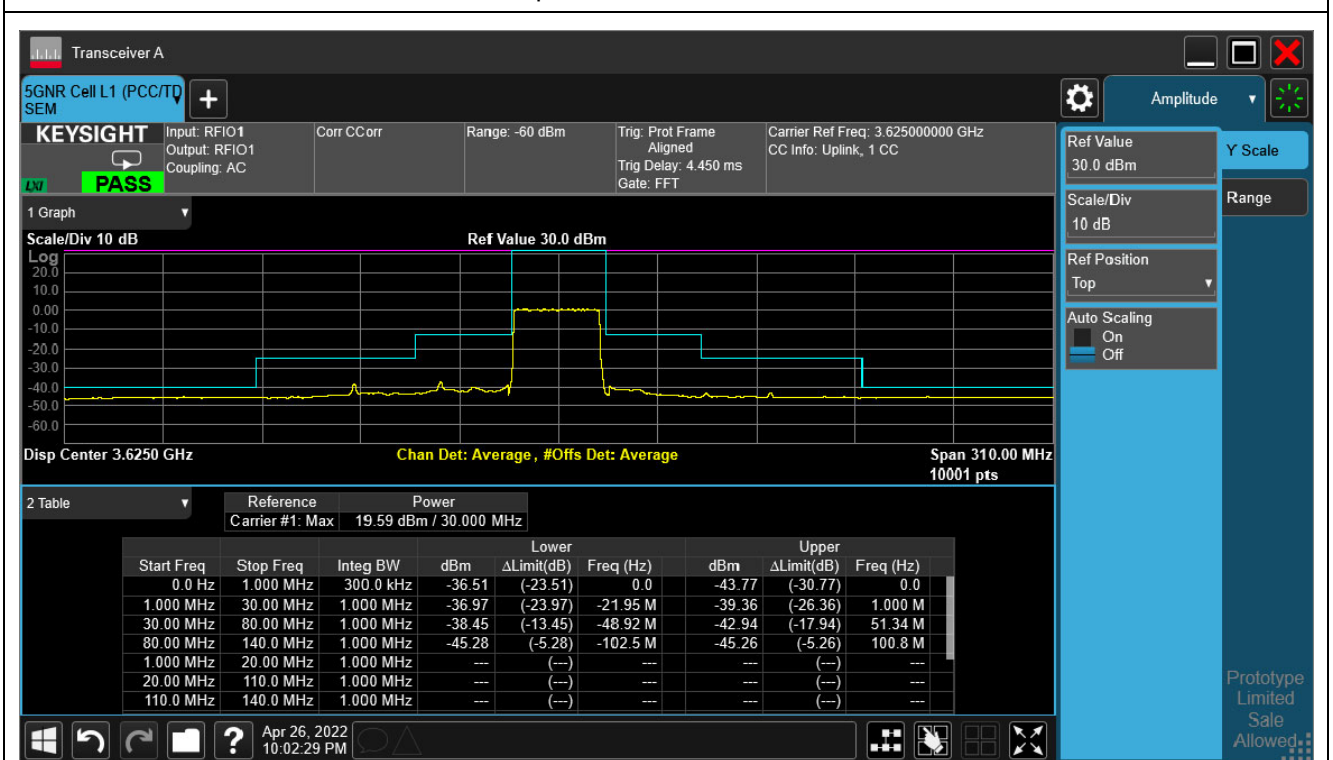 Transceiver A
5GNR Cell L1 (PCC/TD
SEM
+
Amplitude
KEYSIGHT
LXI
PASS
Input: RFIO1
Output: RFIO1
Coupling: AC
Corr CCorr
Range: -60 dBm
Trig: Prot Frame
Aligned
Trig Delay: 4.450 ms
Gate: FFT
Carrier Ref Freq: 3.625000000 GHz
CC Info: Uplink, 1 CC
Ref Value
30.0 dBm
Y Scale
Scale/Div
10 dB
Range
Ref Position
Top
Auto Scaling
On
Off
1 Graph
Scale/Div 10 dB
Ref Value 30.0 dBm
Log
20.0
10.0
0.00
-10.0
-20.0
-30.0
-40.0
-50.0
-60.0
Disp Center 3.6250 GHz
Chan Det: Average , #Offs Det: Average
Span 310.00 MHz
10001 pts
2 Table
Reference Power
Carrier #1: Max 19.59 dBm / 30.000 MHz
Lower Upper
Start Freq Stop Freq Integ BW dBm ΔLimit(dB) Freq (Hz) dBm ΔLimit(dB) Freq (Hz)
0.0 Hz 1.000 MHz 300.0 kHz -36.51 (-23.51) 0.0 -43.77 (-30.77) 0.0
1.000 MHz 30.00 MHz 1.000 MHz -36.97 (-23.97) -21.95 M -39.36 (-26.36) 1.000 M
30.00 MHz 80.00 MHz 1.000 MHz -38.45 (-13.45) -48.92 M -42.94 (-17.94) 51.34 M
80.00 MHz 140.0 MHz 1.000 MHz -45.28 (-5.28) -102.5 M -45.26 (-5.26) 100.8 M
1.000 MHz 20.00 MHz 1.000 MHz --- (---) --- --- (---) ---
20.00 MHz 110.0 MHz 1.000 MHz --- (---) --- --- (---) ---
110.0 MHz 140.0 MHz 1.000 MHz --- (---) --- --- (---) ---
Prototype
Limited
Sale
Allowed
?
Apr 26, 2022
10:02:29 PM